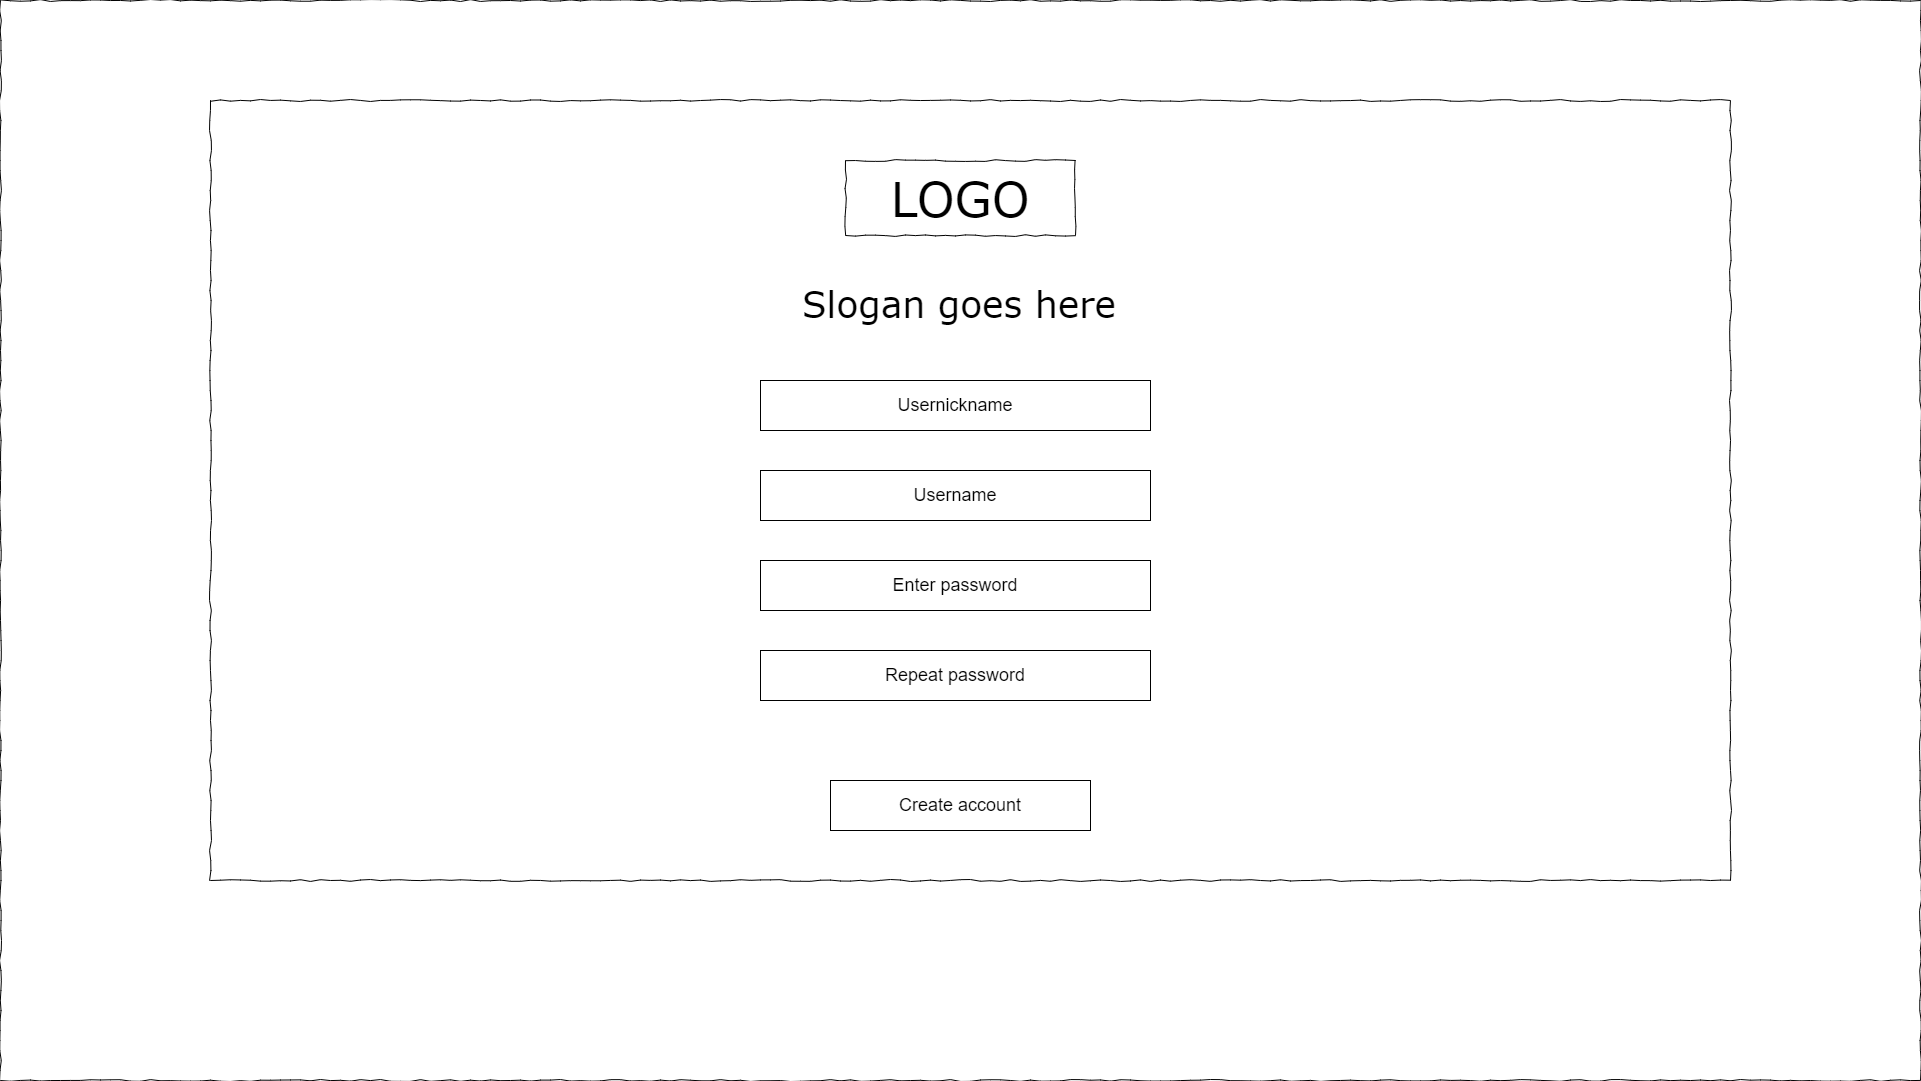 LOGO
Slogan goes here
Usernickname
Username
Enter password
Repeat password
Create account